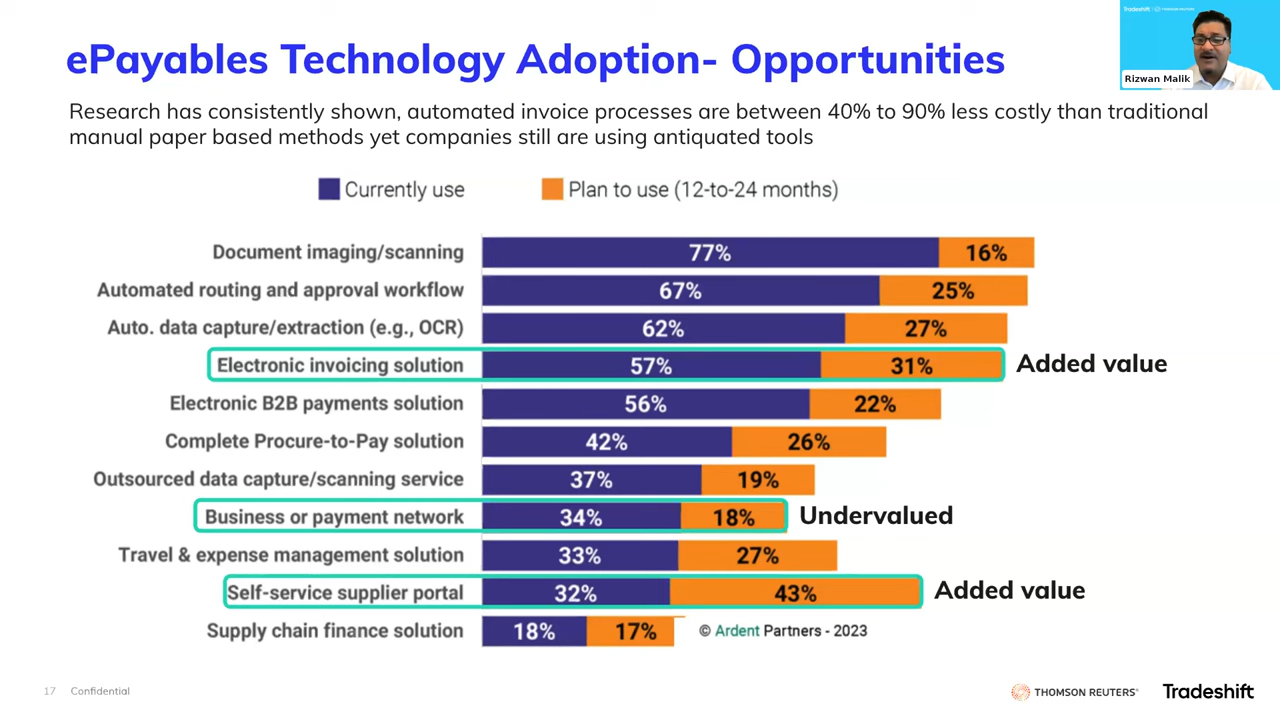 Tradeshift THOMSON REUTERS
ePayables Technology Adoption- Opportunities
Rizwan Malik
Research has consistently shown, automated invoice processes are between 40% to 90% less costly than traditional
manual paper based methods yet companies still are using antiquated tools
Currently use Plan to use (12-to-24 months)
Document imaging/scanning 77% 16%
Automated routing and approval workflow 67% 25%
Auto. data capture/extraction (e.g., OCR) 62% 27%
Electronic invoicing solution 57% 31% Added value
Electronic B2B payments solution 56% 22%
Complete Procure-to-Pay solution 42% 26%
Outsourced data capture/scanning service 37% 19%
Business or payment network 34% 18% Undervalued
Travel & expense management solution 33% 27%
Self-service supplier portal 32% 43% Added value
Supply chain finance solution 18% 17% © Ardent Partners - 2023
17 Confidential THOMSON REUTERS® Tradeshift